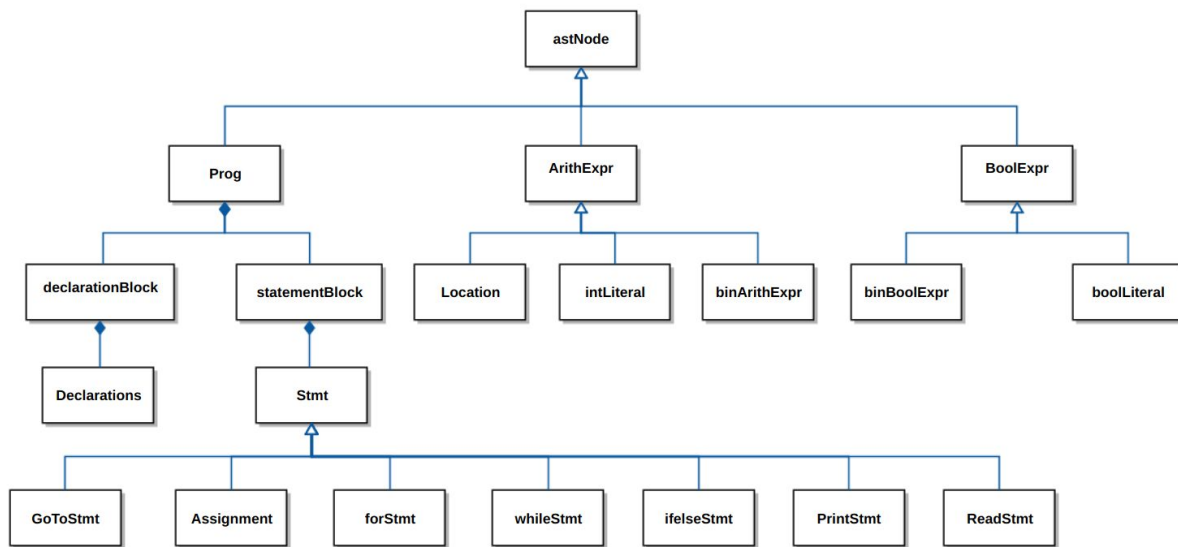 astNode
Prog
ArithExpr
BoolExpr
declarationBlock
statementBlock
Location
intLiteral
binArithExpr
binBoolExpr
boolLiteral
Declarations
Stmt
GoToStmt
Assignment
forStmt
whileStmt
ifelseStmt
PrintStmt
ReadStmt